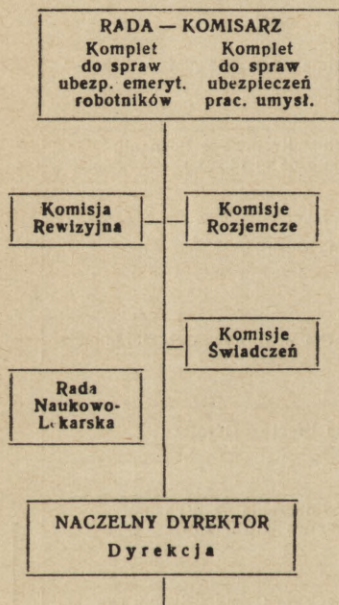 RADA — KOMISARZ
Komplet Komplet
do spraw do spraw
ubezp. emeryt. ubezpieczeń
robotników prac. umysł.
Komisja
Rewizyjna
Komisje
Rozjemcze
Komisje
Świadczeń
Rada
Naukowo-
Lekarska
NACZELNY DYREKTOR
Dyrekcja